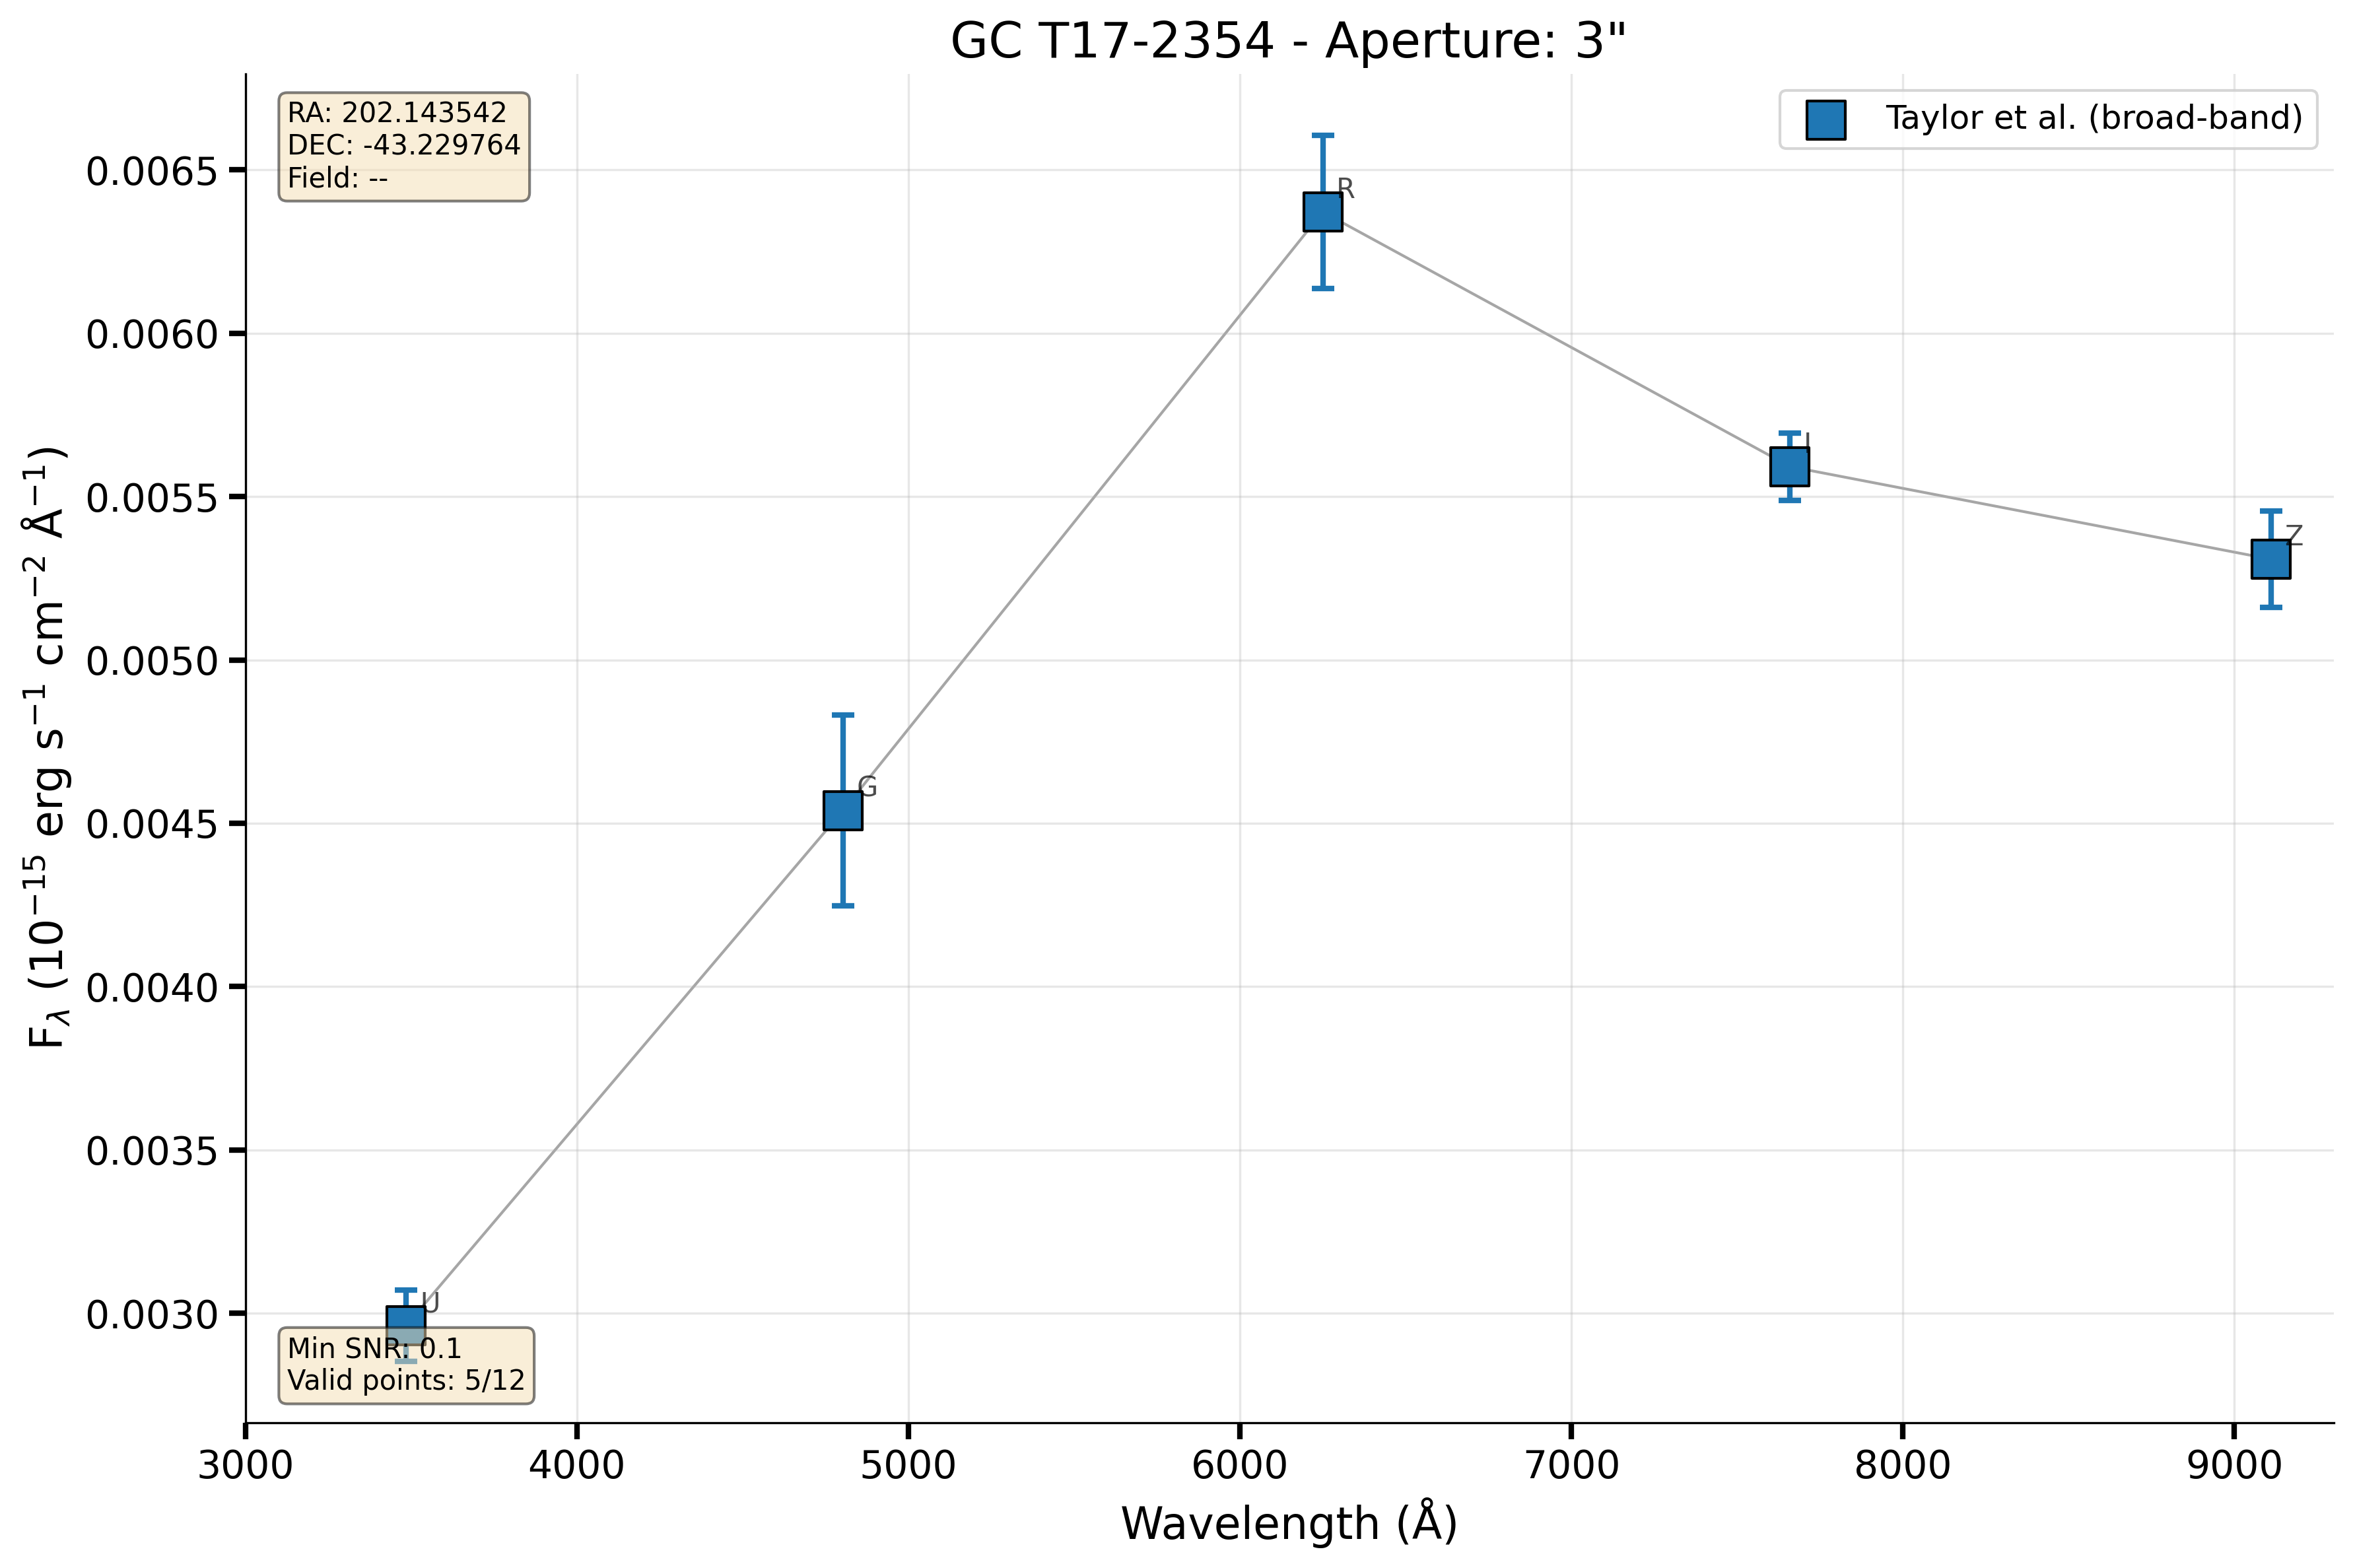 GC T17-2354 - Aperture: 3"
RA: 202.143542
DEC: -43.229764
Field: --
Taylor et al. (broad-band)
R
I
Z
G
U
Min SNR: 0.1
Valid points: 5/12
0.0065
0.0060
0.0055
0.0050
0.0045
0.0040
0.0035
0.0030
F_λ (10⁻¹⁵ erg s⁻¹ cm⁻² Å⁻¹)
3000 4000 5000 6000 7000 8000 9000
Wavelength (Å)